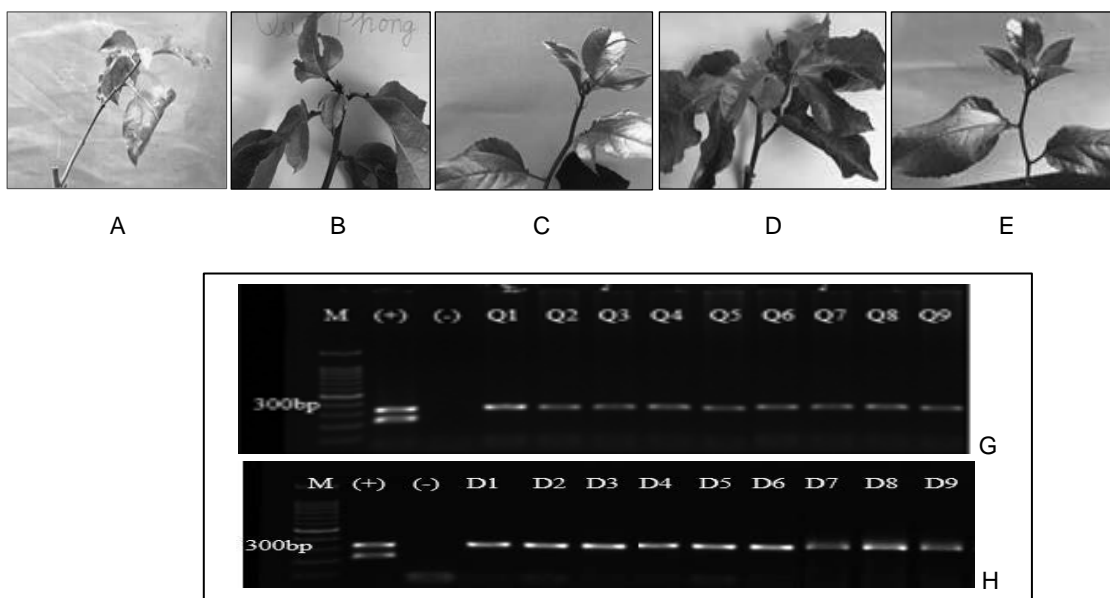 Phong
A B C D E
M (+) (-) Q1 Q2 Q3 Q4 Q5 Q6 Q7 Q8 Q9
300bp
G
M (+) (-) D1 D2 D3 D4 D5 D6 D7 D8 D9
300bp
H